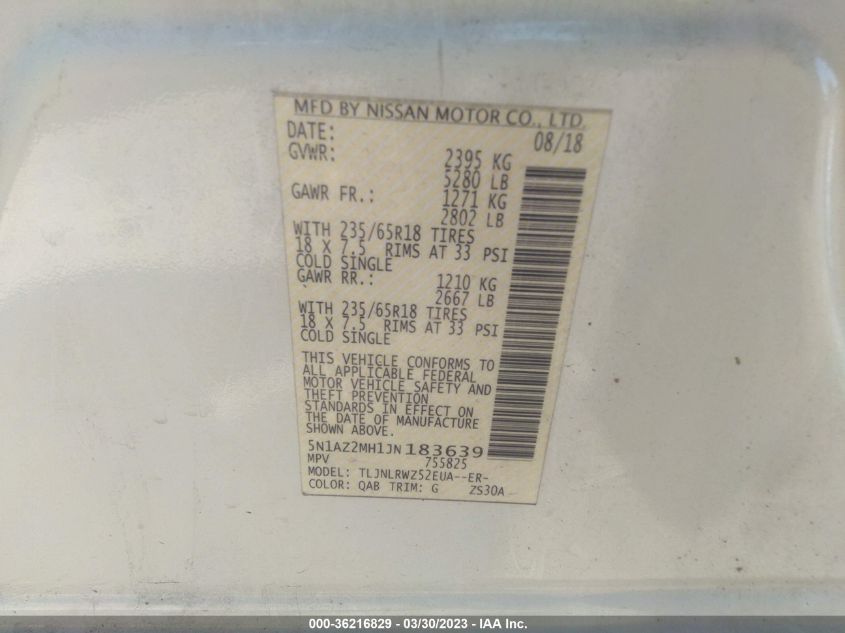 MFD BY NISSAN MOTOR CO., LTD.
DATE: 08/18
GVWR: 2395 KG
5280 LB
GAWR FR.: 1271 KG
2802 LB
WITH 235/65R18 TIRES
18 X 7.5 RIMS AT 33 PSI
COLD SINGLE
GAWR RR.: 1210 KG
2667 LB
WITH 235/65R18 TIRES
18 X 7.5 RIMS AT 33 PSI
COLD SINGLE
THIS VEHICLE CONFORMS TO
ALL APPLICABLE FEDERAL
MOTOR VEHICLE SAFETY AND
THEFT PREVENTION
STANDARDS IN EFFECT ON
THE DATE OF MANUFACTURE
SHOWN ABOVE.
5N1AZ2MH1JN183639
MPV 755825
MODEL: TLJNLRWZ52EUA--ER-
COLOR: QAB TRIM: G ZS30A
000-36216829 - 03/30/2023 - IAA Inc.